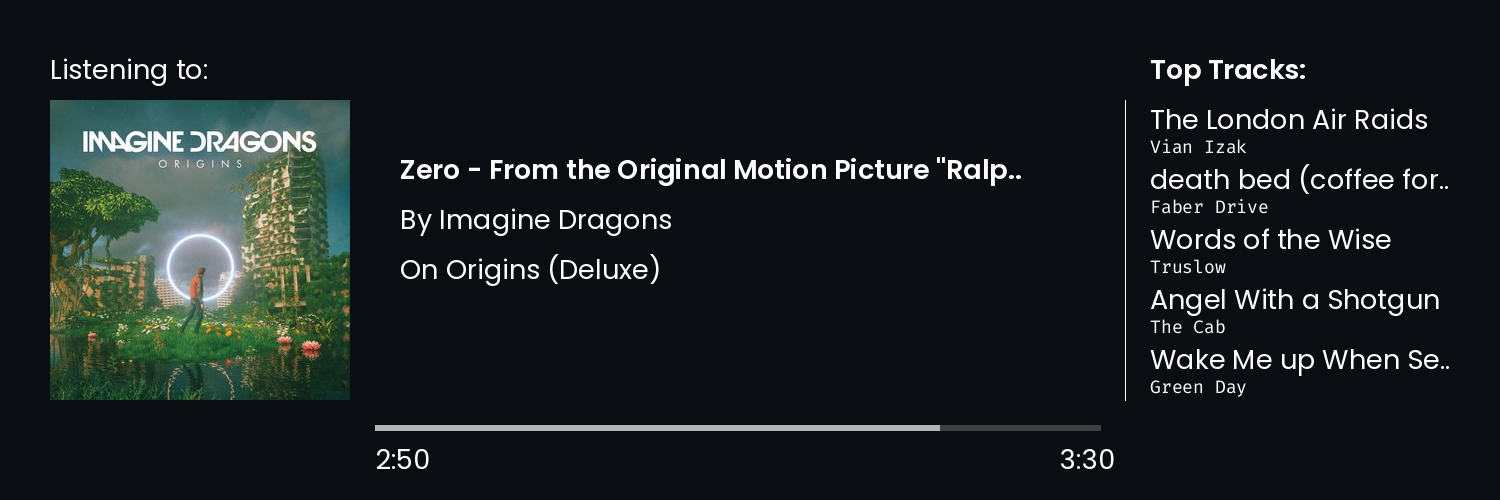 Listening to:
IMAGINE DRAGONS
ORIGINS
Zero - From the Original Motion Picture "Ralp..
By Imagine Dragons
On Origins (Deluxe)
2:50
3:30
Top Tracks:
The London Air Raids
Vian Izak
death bed (coffee for..
Faber Drive
Words of the Wise
Truslow
Angel With a Shotgun
The Cab
Wake Me up When Se..
Green Day